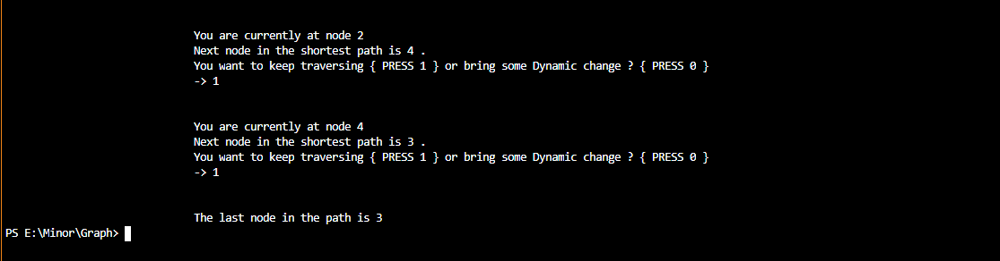 You are currently at node 2
Next node in the shortest path is 4 .
You want to keep traversing { PRESS 1 } or bring some Dynamic change ? { PRESS 0 }
-> 1
You are currently at node 4
Next node in the shortest path is 3 .
You want to keep traversing { PRESS 1 } or bring some Dynamic change ? { PRESS 0 }
-> 1
The last node in the path is 3
PS E:\Minor\Graph>